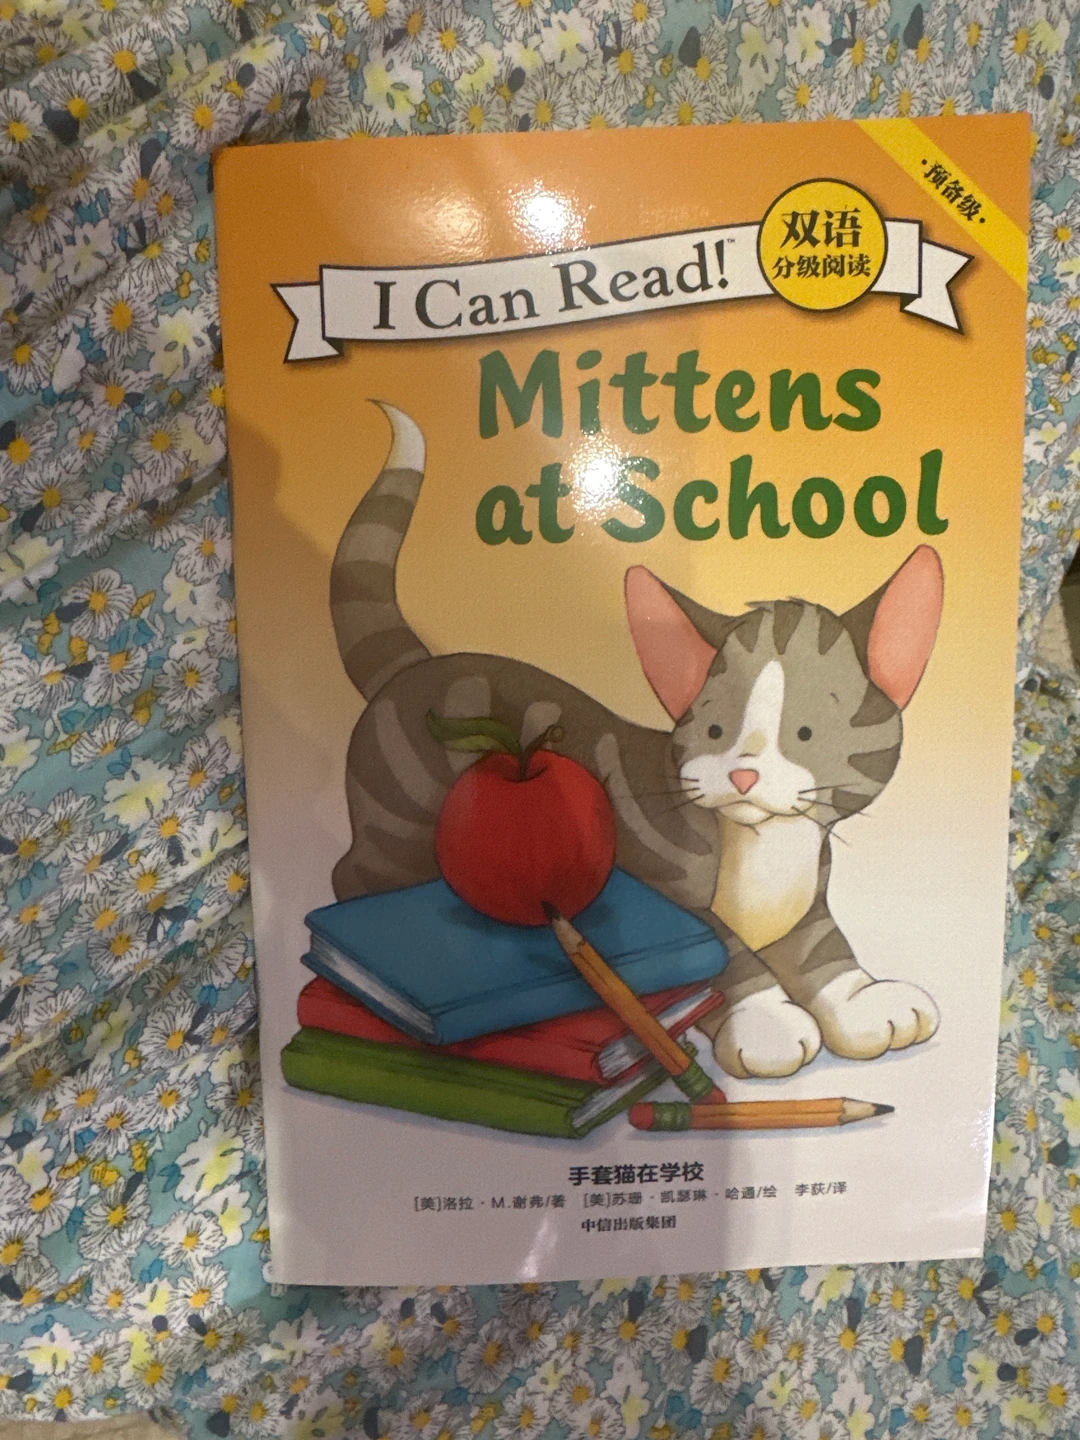 ·预备级·
I Can Read!™
双语
分级阅读
Mittens
at School
手套猫在学校
[美]洛拉·M.谢弗/著 [美]苏珊·凯瑟琳·哈通/绘 李荻/译
中信出版集团